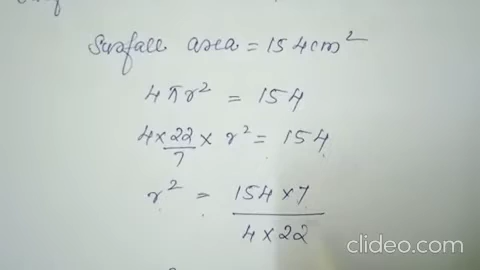 Surface area = 154cm²
4πr² = 154
4 × 22/7 × r² = 154
r² = 154 × 7 / 4 × 22
clideo.com